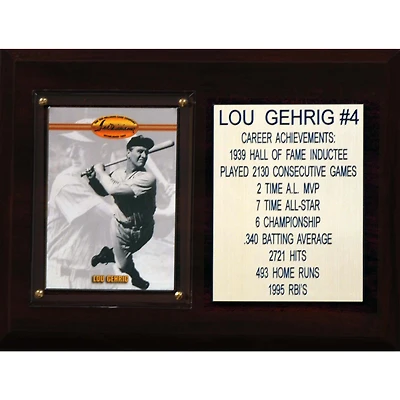 LOU GEHRIG
LOU GEHRIG #4
CAREER ACHIEVEMENTS:
1939 HALL OF FAME INDUCTEE
PLAYED 2130 CONSECUTIVE GAMES
2 TIME A.L. MVP
7 TIME ALL-STAR
6 CHAMPIONSHIP
.340 BATTING AVERAGE
2721 HITS
493 HOME RUNS
1995 RBI'S